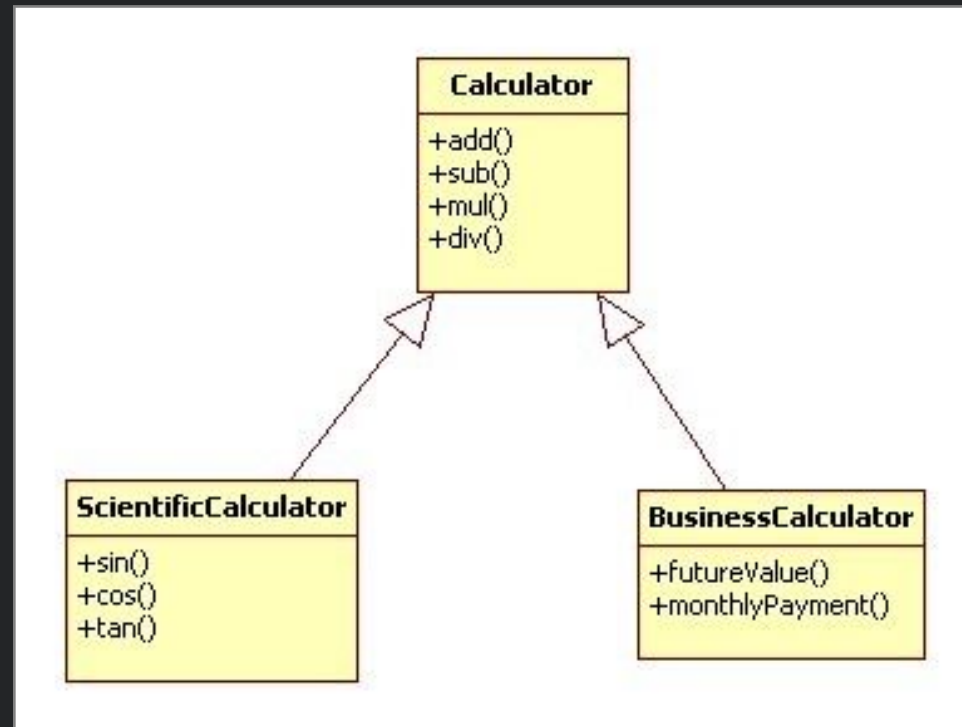 Calculator
+add()
+sub()
+mul()
+div()
ScientificCalculator
+sin()
+cos()
+tan()
BusinessCalculator
+futureValue()
+monthlyPayment()